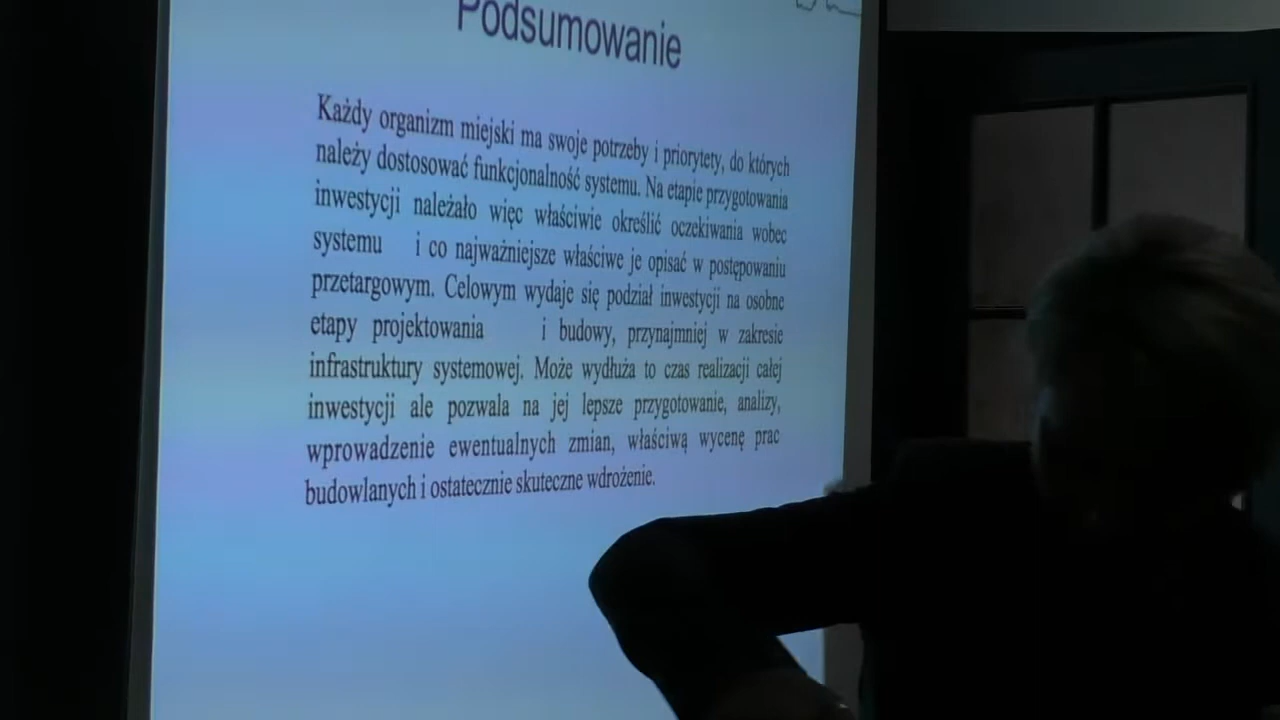 Podsumowanie
Każdy organizm miejski ma swoje potrzeby i priorytety, do których
należy dostosować funkcjonalność systemu. Na etapie przygotowania
inwestycji należało więc właściwie określić oczekiwania wobec
systemu i co najważniejsze właściwe je opisać w postępowaniu
przetargowym. Celowym wydaje się podział inwestycji na osobne
etapy projektowania i budowy, przynajmniej w zakresie
infrastruktury systemowej. Może wydłuża to czas realizacji całej
inwestycji ale pozwala na jej lepsze przygotowanie, analizy,
wprowadzenie ewentualnych zmian, właściwą wycenę prac
budowlanych i ostatecznie skuteczne wdrożenie.